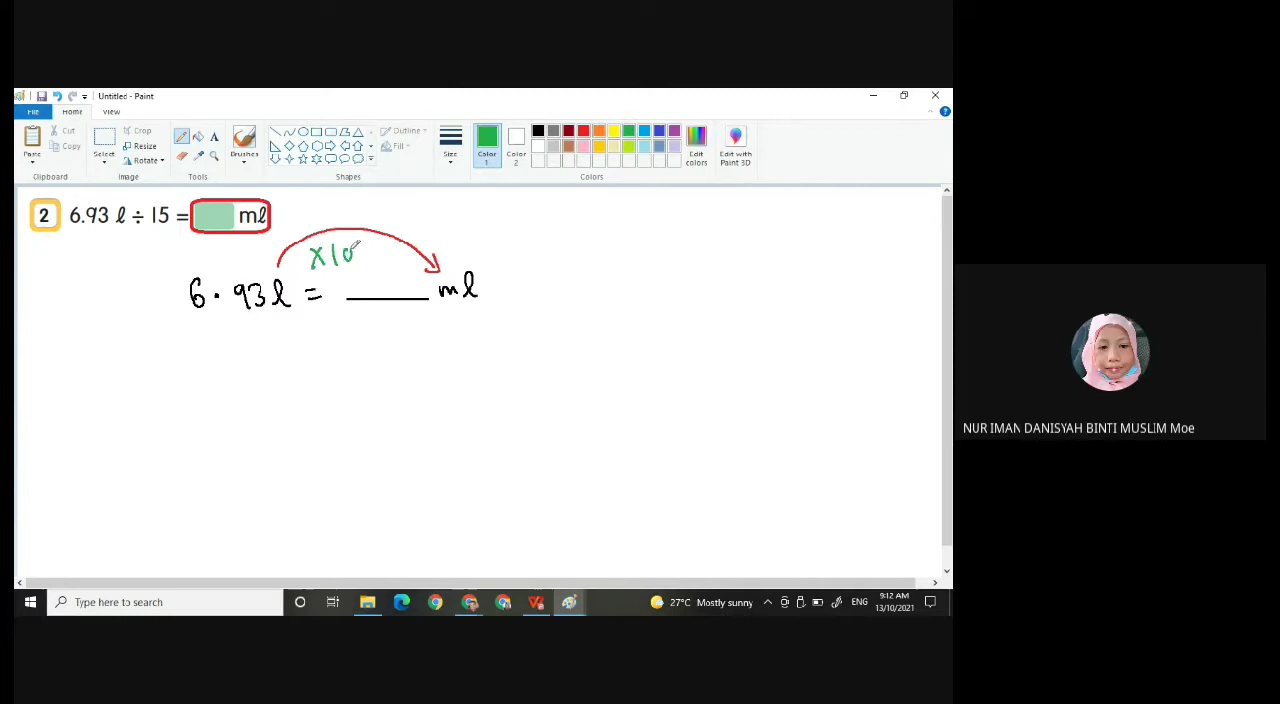 Untitled - Paint
File Home View
Paste
Cut
Copy
Clipboard
Select
Crop
Resize
Rotate
Image
A
Tools
Brushes
Outline
Fill
Shapes
Size
Color 1
Color 2
Edit colors
Colors
Edit with Paint 3D
2 6.93 ℓ ÷ 15 = mℓ
×10
6.93l = ____ ml
NUR IMAN DANISYAH BINTI MUSLIM Moe
Type here to search
27°C Mostly sunny
ENG
9:12 AM
13/10/2021